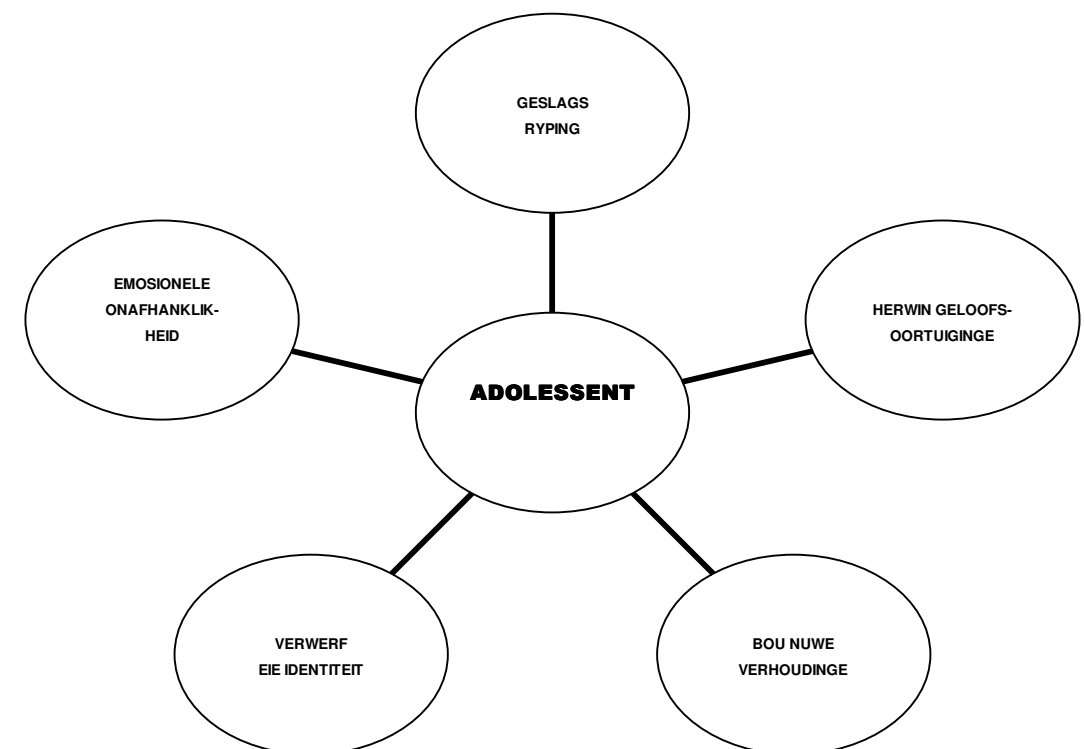 GESLAGS
RYPING
EMOSIONELE
ONAFHANKLIK-
HEID
HERWIN GELOOFS-
OORTUIGINGE
ADOLESSENT
VERWERF
EIE IDENTITEIT
BOU NUWE
VERHOUDINGE